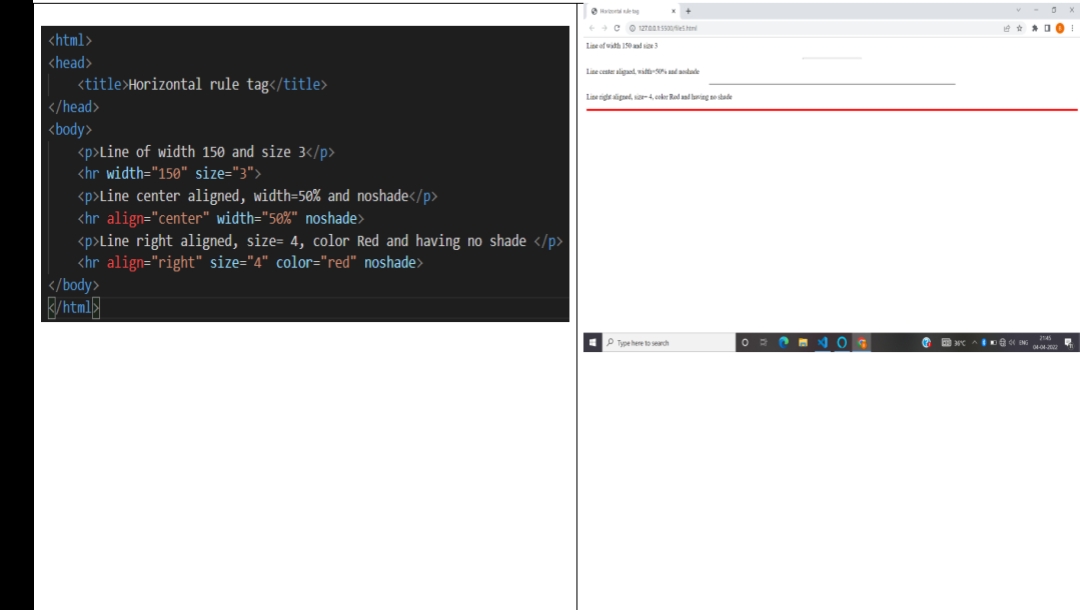 <html>
<head>
<title>Horizontal rule tag</title>
</head>
<body>
<p>Line of width 150 and size 3</p>
<hr width="150" size="3">
<p>Line center aligned, width=50% and noshade</p>
<hr align="center" width="50%" noshade>
<p>Line right aligned, size= 4, color Red and having no shade </p>
<hr align="right" size="4" color="red" noshade>
</body>
</html>
Horizontal rule tag
127.0.0.1:5500/file5.html
Line of width 150 and size 3
Line center aligned, width=50% and noshade
Line right aligned, size= 4, color Red and having no shade
Type here to search
36°C
ENG
21:45
04-04-2022